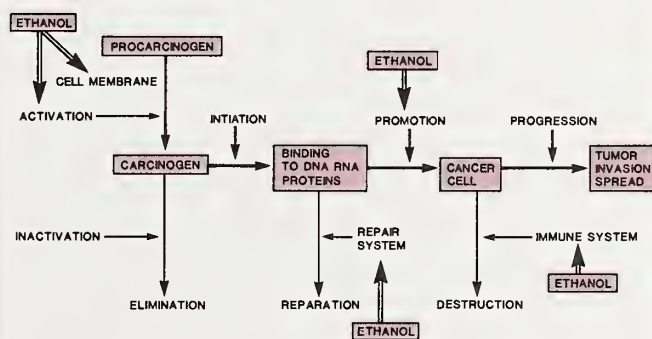 ETHANOL
PROCARCINOGEN
CELL MEMBRANE
ETHANOL
ACTIVATION
INTIATION
PROMOTION
PROGRESSION
CARCINOGEN
BINDING
TO DNA RNA
PROTEINS
CANCER
CELL
TUMOR
INVASION
SPREAD
INACTIVATION
REPAIR
SYSTEM
IMMUNE SYSTEM
ETHANOL
ELIMINATION
REPARATION
DESTRUCTION
ETHANOL